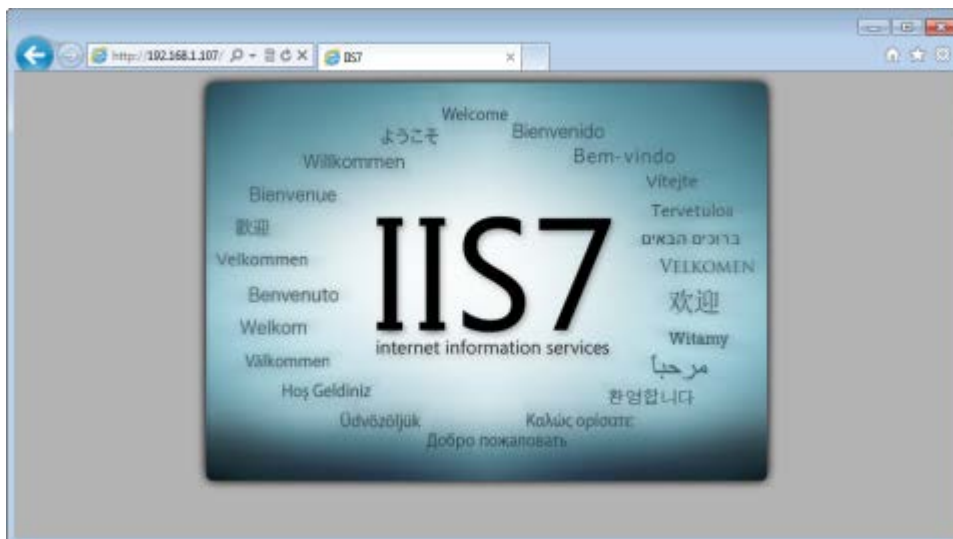 http://192.168.1.107/
IIS7
Welcome
ようこそ
Bienvenido
Willkommen
Bem-vindo
Bienvenue
Vítejte
Tervetuloa
歡迎
ברוכים הבאים
Velkommen
VELKOMEN
Benvenuto
欢迎
IIS7
internet information services
Welkom
Witamy
Välkommen
مرحباً
Hoş Geldiniz
환영합니다
Üdvözöljük
Καλώς ορίσατε
Добро пожаловать